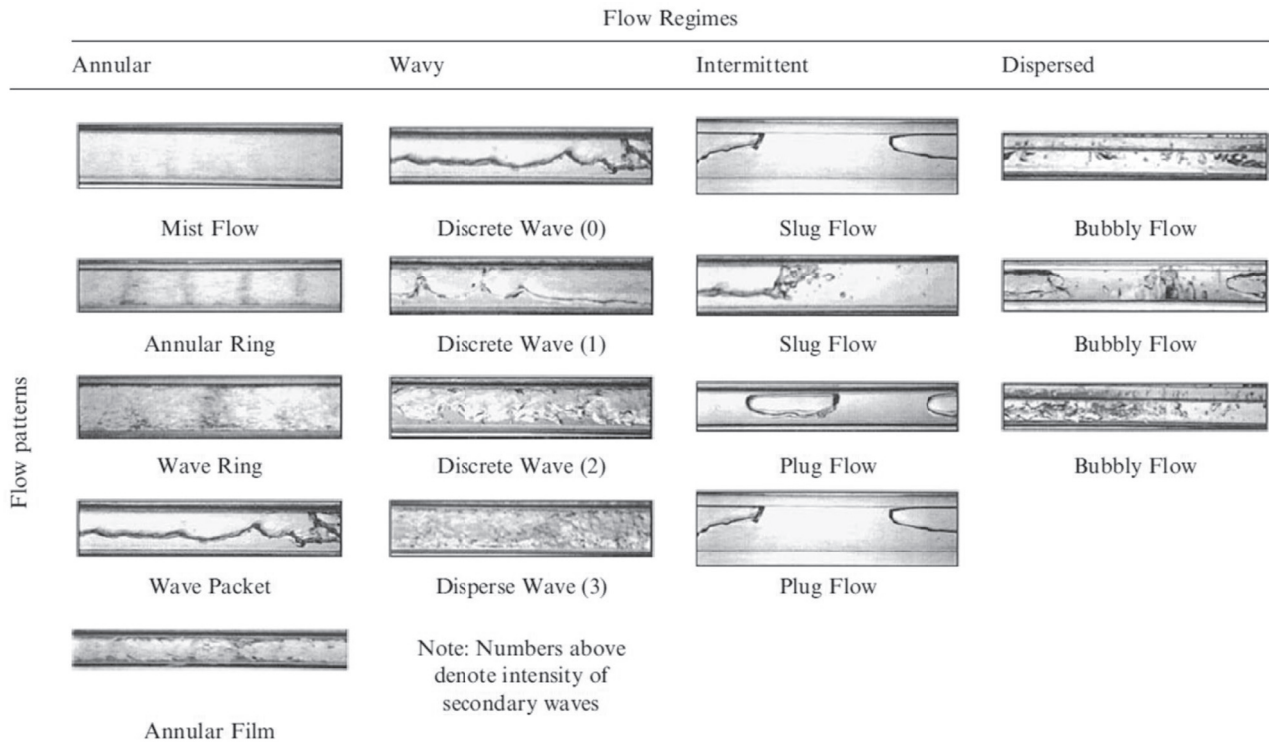 Flow Regimes
Annular Wavy Intermittent Dispersed
Flow patterns
Mist Flow Discrete Wave (0) Slug Flow Bubbly Flow
Annular Ring Discrete Wave (1) Slug Flow Bubbly Flow
Wave Ring Discrete Wave (2) Plug Flow Bubbly Flow
Wave Packet Disperse Wave (3) Plug Flow
Note: Numbers above
denote intensity of
secondary waves
Annular Film